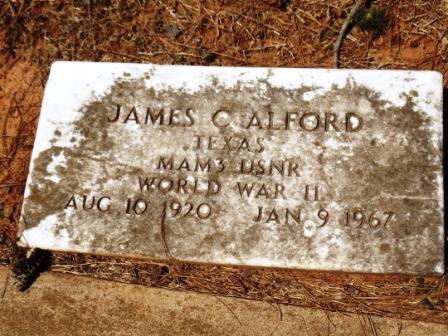 JAMES C ALFORD
TEXAS
MAM3 USNR
WORLD WAR II
AUG 10 1920 JAN 9 1967